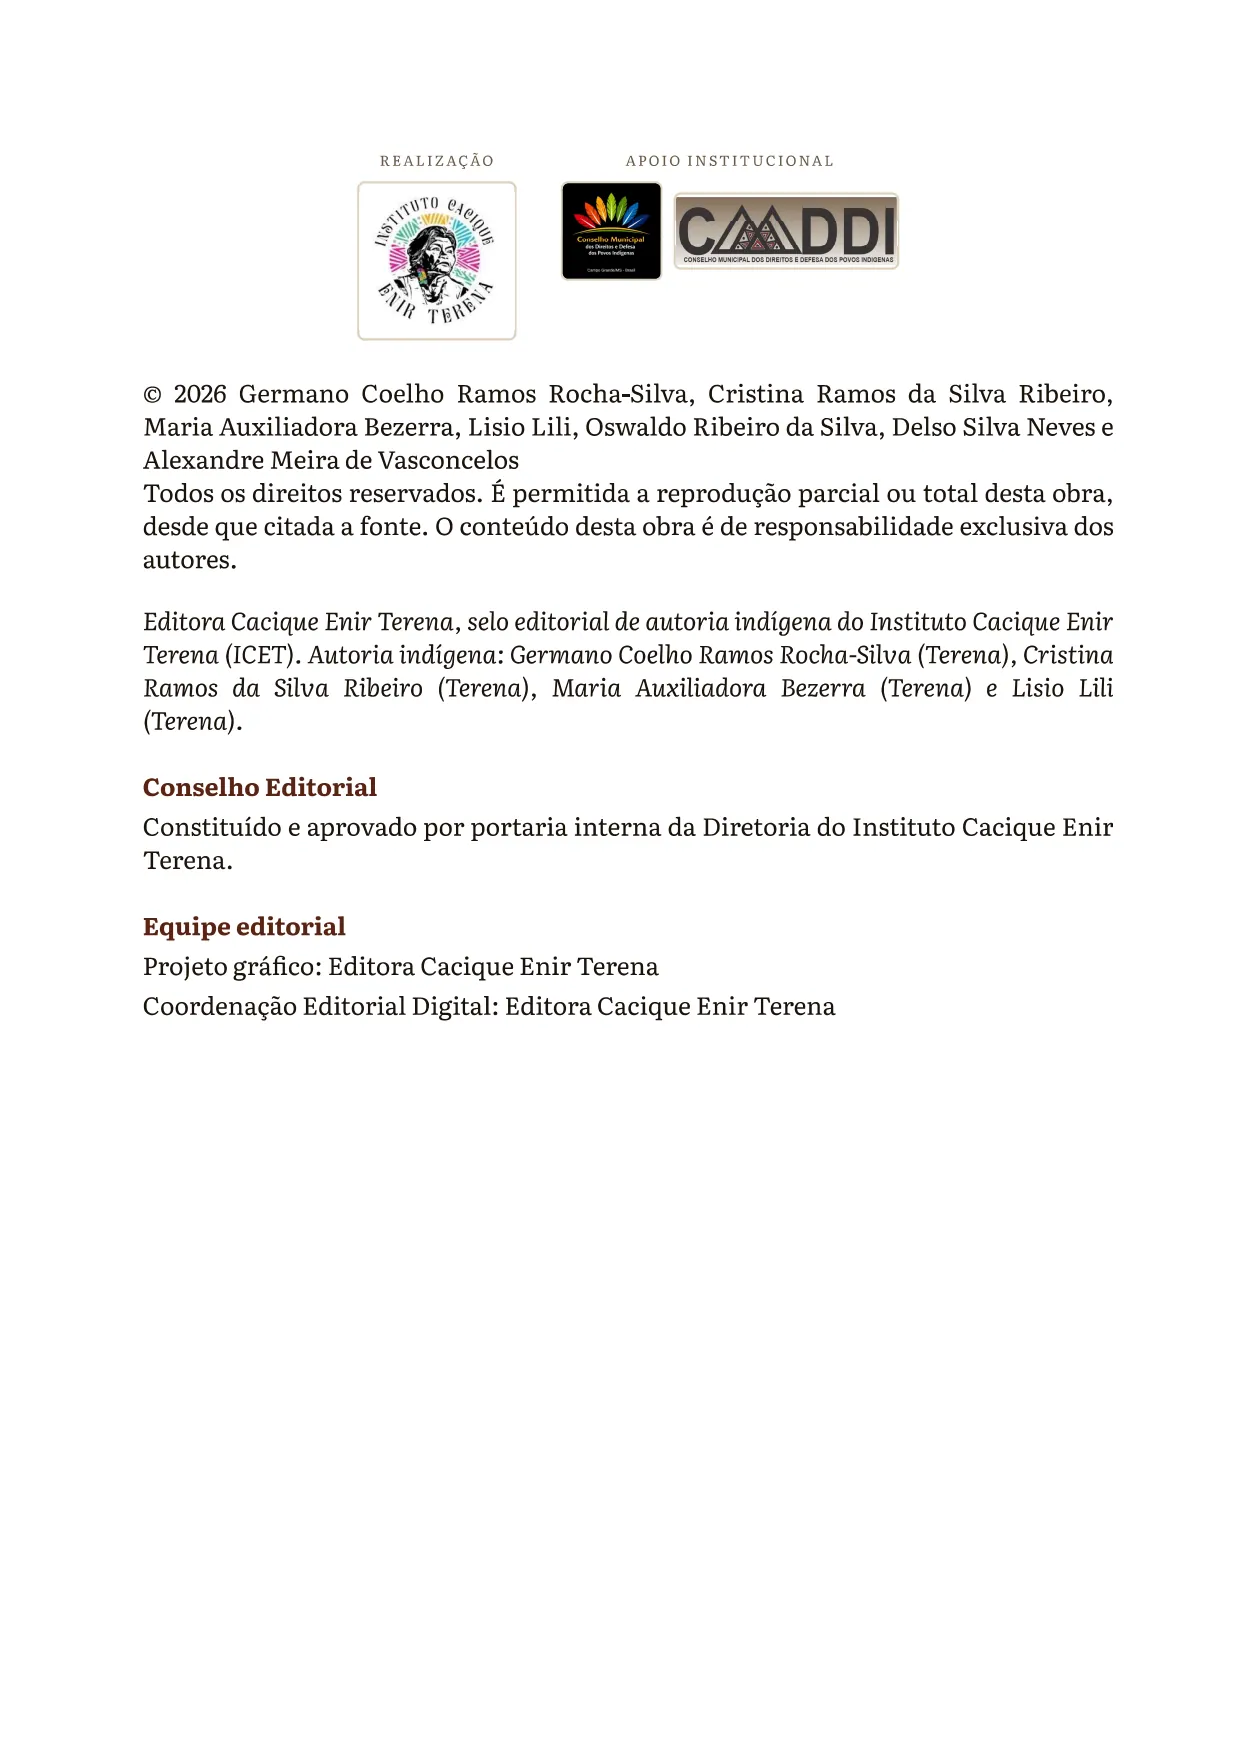 REALIZAÇÃO
APOIO INSTITUCIONAL
INSTITUTO CACIQUE
ENIR TERENA
Conselho Municipal
dos Direitos e Defesa
dos Povos Indígenas
Campo Grande/MS - Brasil
CMDDI
CONSELHO MUNICIPAL DOS DIREITOS E DEFESA DOS POVOS INDIGENAS
© 2026 Germano Coelho Ramos Rocha-Silva, Cristina Ramos da Silva Ribeiro,
Maria Auxiliadora Bezerra, Lisio Lili, Oswaldo Ribeiro da Silva, Delso Silva Neves e
Alexandre Meira de Vasconcelos
Todos os direitos reservados. É permitida a reprodução parcial ou total desta obra,
desde que citada a fonte. O conteúdo desta obra é de responsabilidade exclusiva dos
autores.
Editora Cacique Enir Terena, selo editorial de autoria indígena do Instituto Cacique Enir
Terena (ICET). Autoria indígena: Germano Coelho Ramos Rocha-Silva (Terena), Cristina
Ramos da Silva Ribeiro (Terena), Maria Auxiliadora Bezerra (Terena) e Lisio Lili
(Terena).
Conselho Editorial
Constituído e aprovado por portaria interna da Diretoria do Instituto Cacique Enir
Terena.
Equipe editorial
Projeto gráfico: Editora Cacique Enir Terena
Coordenação Editorial Digital: Editora Cacique Enir Terena